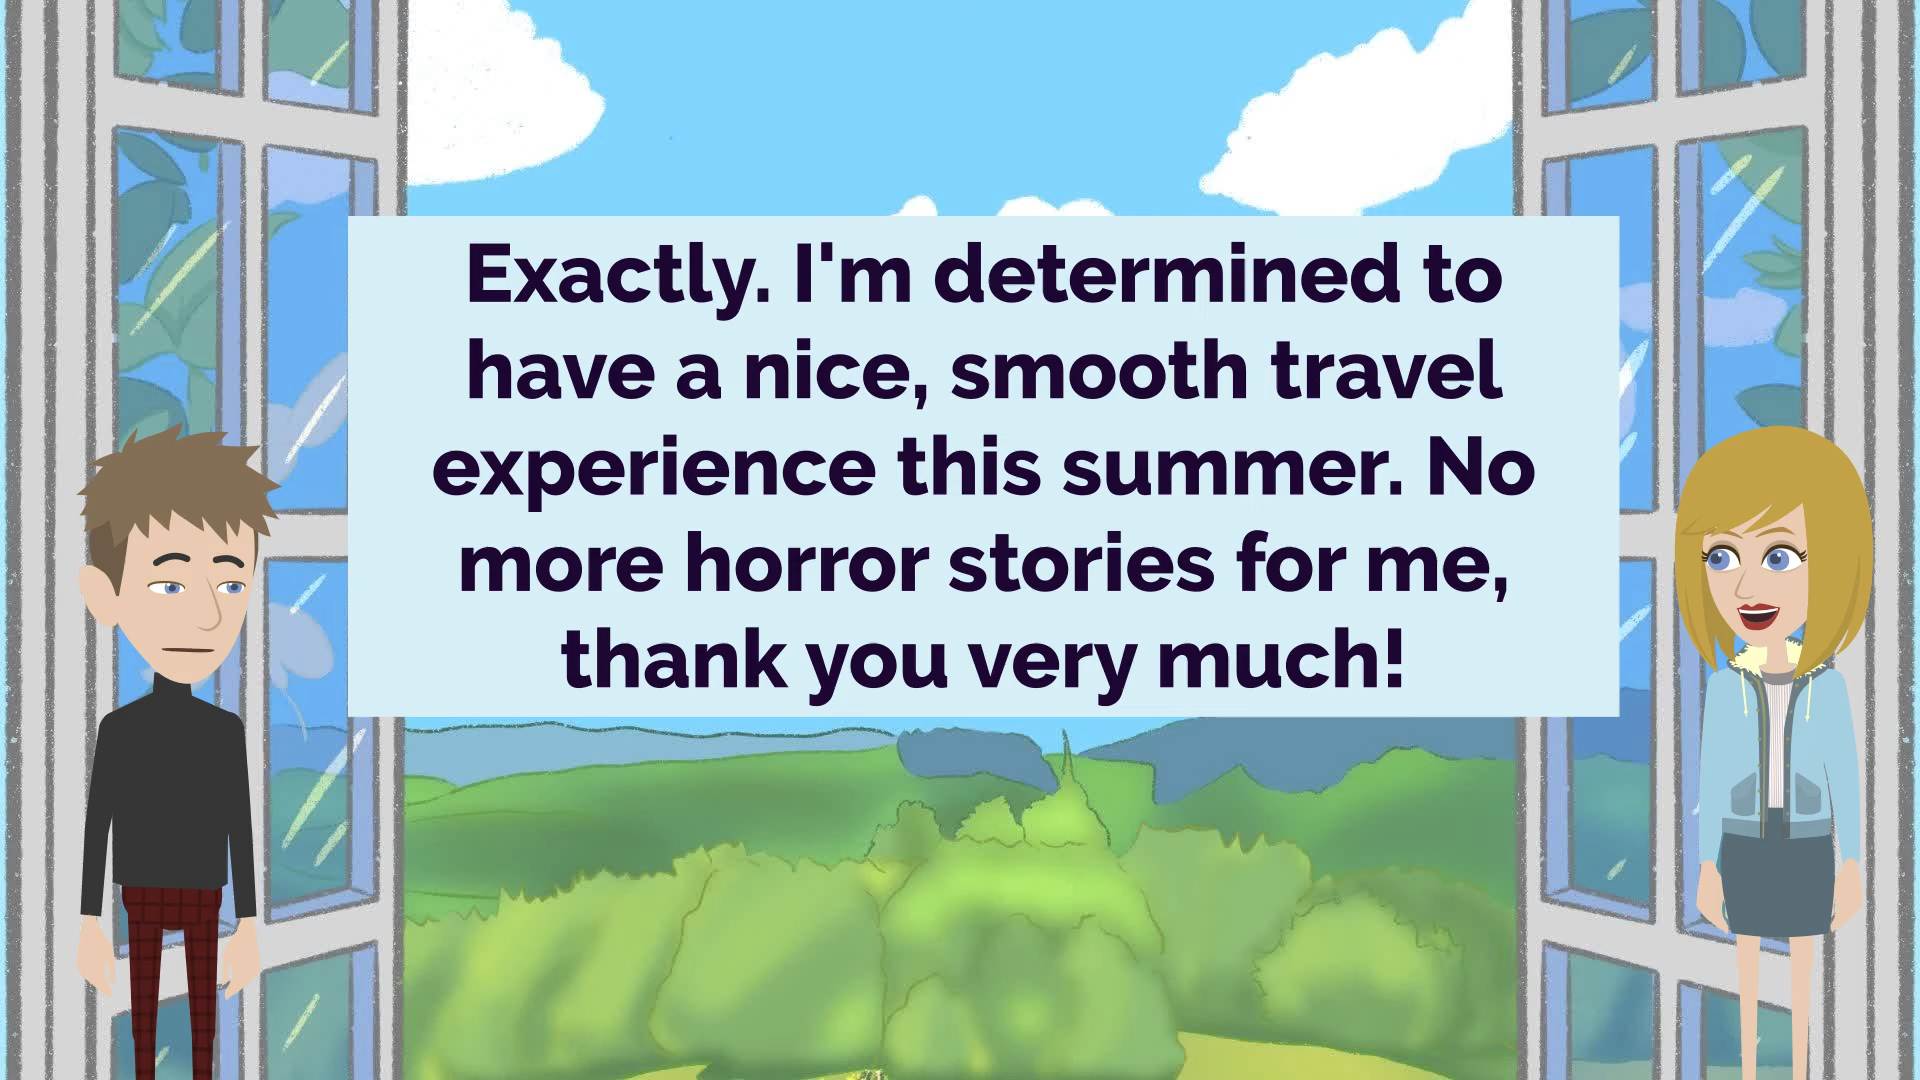 Exactly. I'm determined to
have a nice, smooth travel
experience this summer. No
more horror stories for me,
thank you very much!